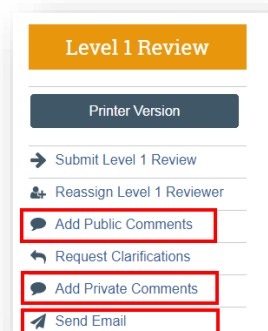 Level 1 Review
Printer Version
Submit Level 1 Review
Reassign Level 1 Reviewer
Add Public Comments
Request Clarifications
Add Private Comments
Send Email